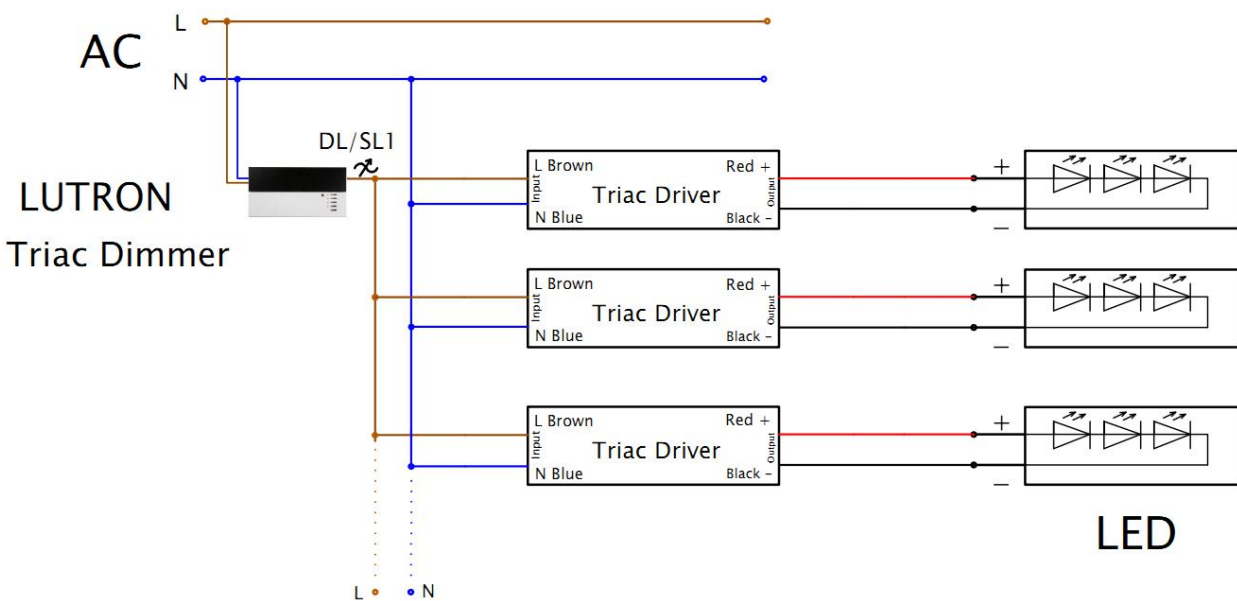 L
AC
N
DL/SL1
LUTRON
Triac Dimmer
L Brown
Input
N Blue
Triac Driver
Red +
Output
Black -
+
—
L Brown
Input
N Blue
Triac Driver
Red +
Output
Black -
+
—
L Brown
Input
N Blue
Triac Driver
Red +
Output
Black -
+
—
LED
L
N